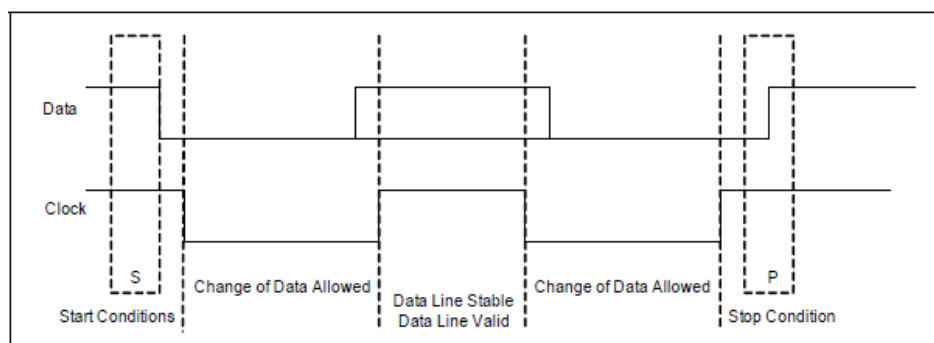 Data
Clock
S
P
Change of Data Allowed
Data Line Stable
Data Line Valid
Change of Data Allowed
Start Conditions
Stop Condition